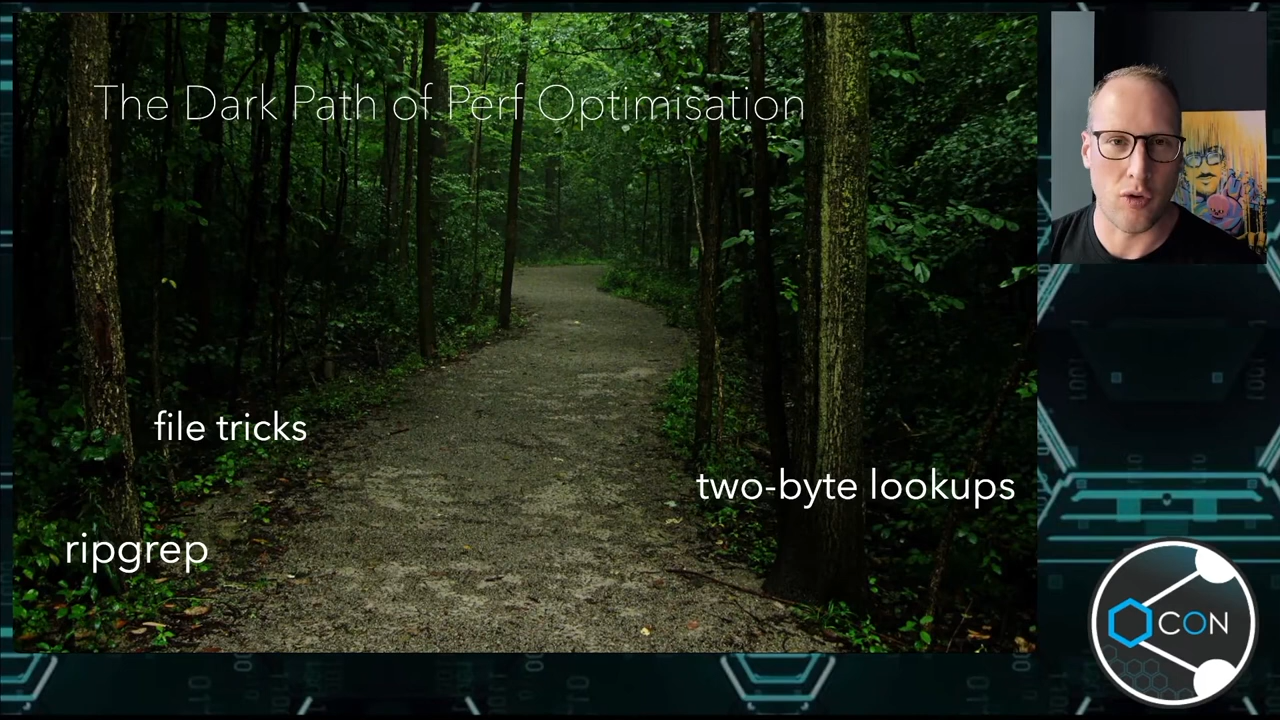 The Dark Path of Perf Optimisation
file tricks
two-byte lookups
ripgrep
CON